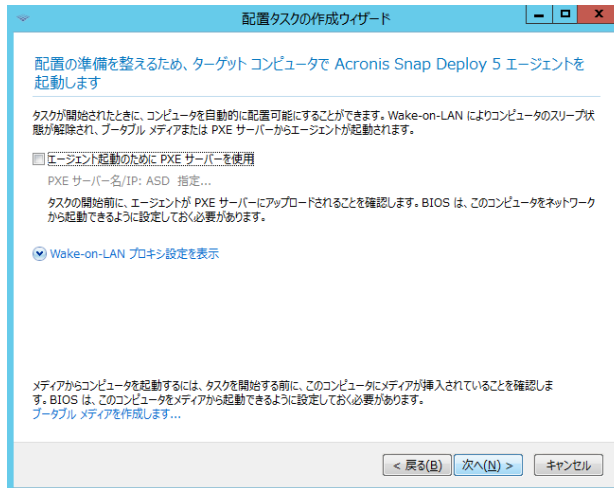 配置タスクの作成ウィザード
配置の準備を整えるため、ターゲット コンピュータで Acronis Snap Deploy 5 エージェントを
起動します
タスクが開始されたときに、コンピュータを自動的に配置可能にすることができます。Wake-on-LAN によりコンピュータのスリープ状
態が解除され、ブータブル メディアまたは PXE サーバーからエージェントが起動されます。
エージェント起動のために PXE サーバーを使用
PXE サーバー名/IP: ASD 指定...
タスクの開始前に、エージェントが PXE サーバーにアップロードされることを確認します。BIOS は、このコンピュータをネットワーク
から起動できるように設定しておく必要があります。
Wake-on-LAN プロキシ設定を表示
メディアからコンピュータを起動するには、タスクを開始する前に、このコンピュータにメディアが挿入されていることを確認しま
す。BIOS は、このコンピュータをメディアから起動できるように設定しておく必要があります。
ブータブル メディアを作成します...
< 戻る(B) 次へ(N) > キャンセル